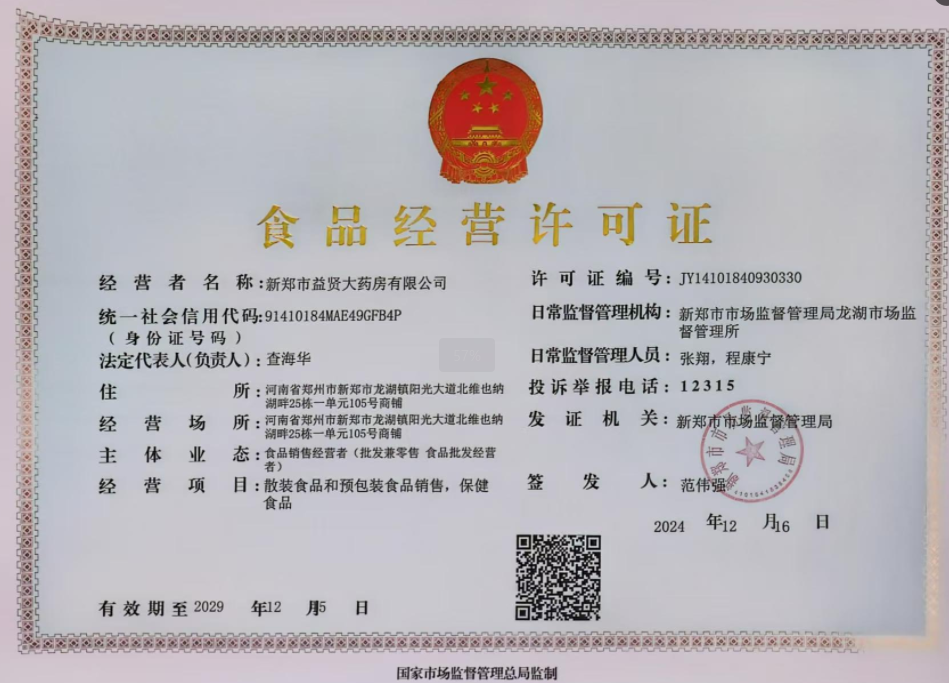 食品经营许可证
经营者名称:新郑市益贤大药房有限公司
统一社会信用代码:91410184MAE49GFB4P
(身份证号码)
法定代表人(负责人):查海华
住所:河南省郑州市新郑市龙湖镇阳光大道北维也纳
湖畔25栋一单元105号商铺
经营场所:河南省郑州市新郑市龙湖镇阳光大道北维也纳
湖畔25栋一单元105号商铺
主体业态:食品销售经营者(批发兼零售 食品批发经营
者)
经营项目:散装食品和预包装食品销售,保健
食品
许可证编号:JY14101840930330
日常监督管理机构:新郑市市场监督管理局龙湖市场监
督管理所
日常监督管理人员:张翔,程康宁
投诉举报电话:12315
发证机关:新郑市市场监督管理局
签发人:范伟强
2024 年12 月16 日
有效期至2029 年12 月15 日
国家市场监督管理总局监制